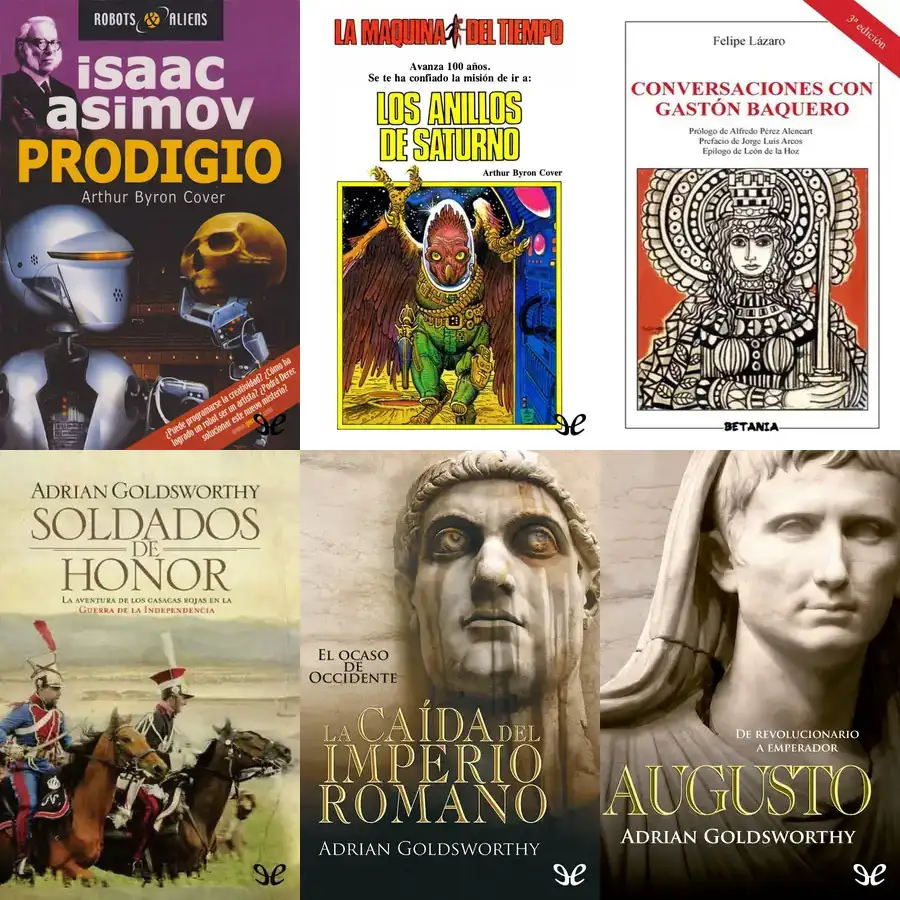 ROBOTS & ALIENS
isaac
asimov
PRODIGIO
Arthur Byron Cover
¿Puede programarse la creatividad? ¿Cómo ha
logrado un robot ser un artista? ¿Podrá Derec
solucionar este nuevo misterio?
LA MAQUINA DEL TIEMPO
Avanza 100 años.
Se te ha confiado la misión de ir a:
LOS ANILLOS
DE SATURNO
Arthur Byron Cover
3ª edición
Felipe Lázaro
CONVERSACIONES CON
GASTÓN BAQUERO
Prólogo de Alfredo Pérez Alencart
Prefacio de Jorge Luis Arcos
Epílogo de León de la Hoz
BETANIA
ADRIAN GOLDSWORTHY
SOLDADOS
DE
HONOR
LA AVENTURA DE LOS CASACAS ROJAS EN LA
GUERRA DE LA INDEPENDENCIA
N
EL OCASO
DE
OCCIDENTE
LA CAÍDA DEL
IMPERIO
ROMANO
ADRIAN GOLDSWORTHY
DE REVOLUCIONARIO
A EMPERADOR
AUGUSTO
ADRIAN GOLDSWORTHY